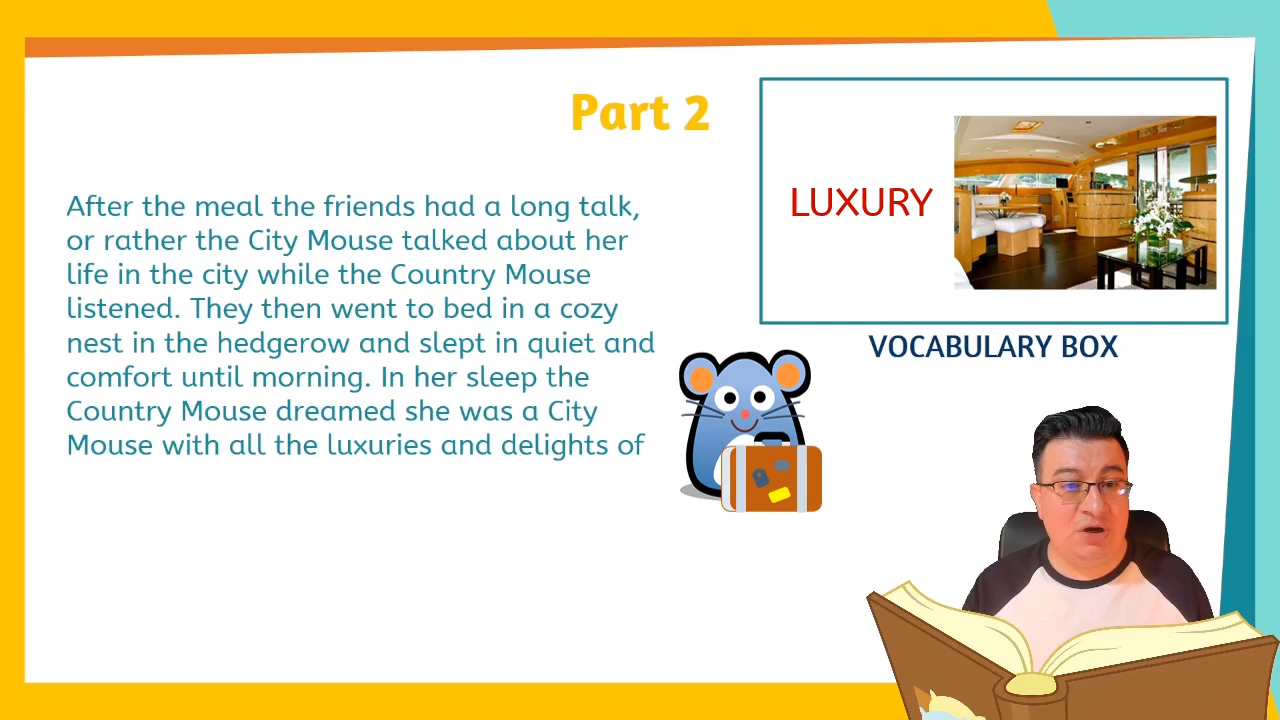 Part 2
After the meal the friends had a long talk,
or rather the City Mouse talked about her
life in the city while the Country Mouse
listened. They then went to bed in a cozy
nest in the hedgerow and slept in quiet and
comfort until morning. In her sleep the
Country Mouse dreamed she was a City
Mouse with all the luxuries and delights of
LUXURY
VOCABULARY BOX